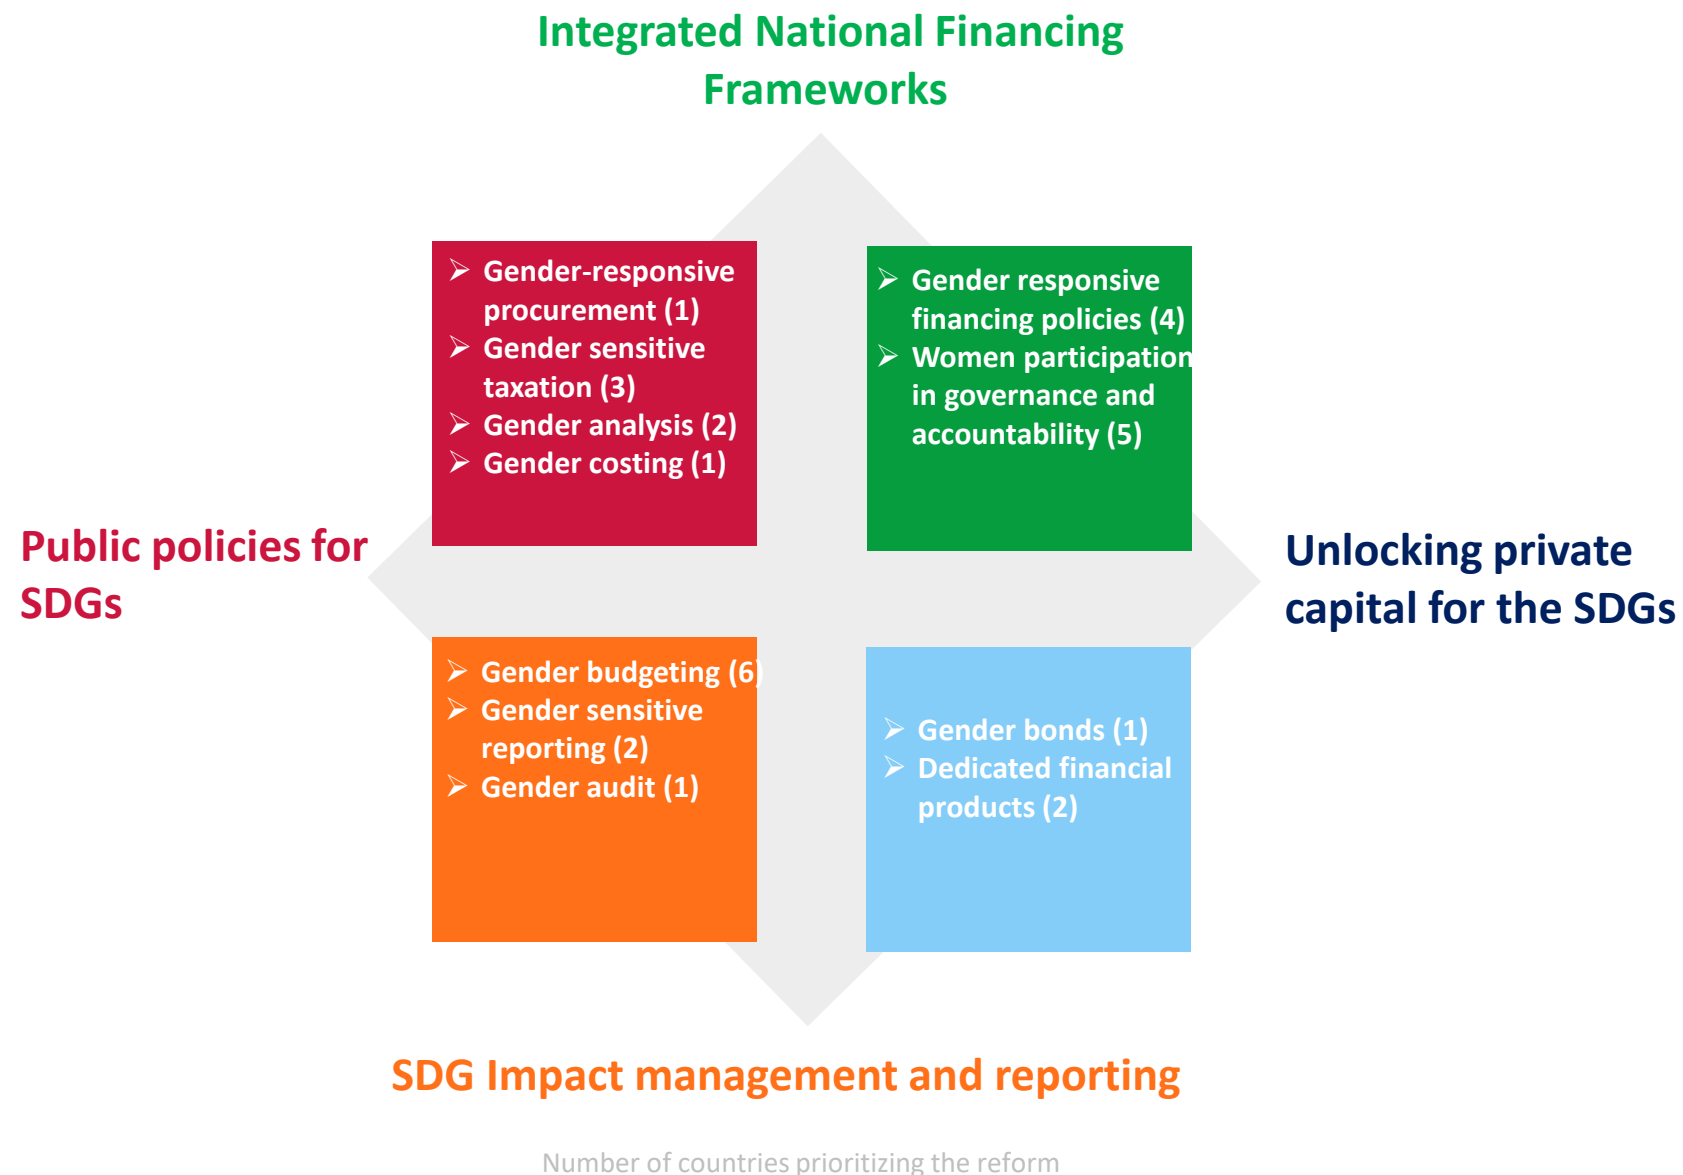 Integrated National Financing
Frameworks
➢ Gender-responsive
procurement (1)
➢ Gender sensitive
taxation (3)
➢ Gender analysis (2)
➢ Gender costing (1)
➢ Gender responsive
financing policies (4)
➢ Women participation
in governance and
accountability (5)
Public policies for
SDGs
Unlocking private
capital for the SDGs
➢ Gender budgeting (6)
➢ Gender sensitive
reporting (2)
➢ Gender audit (1)
➢ Gender bonds (1)
➢ Dedicated financial
products (2)
SDG Impact management and reporting
Number of countries prioritizing the reform